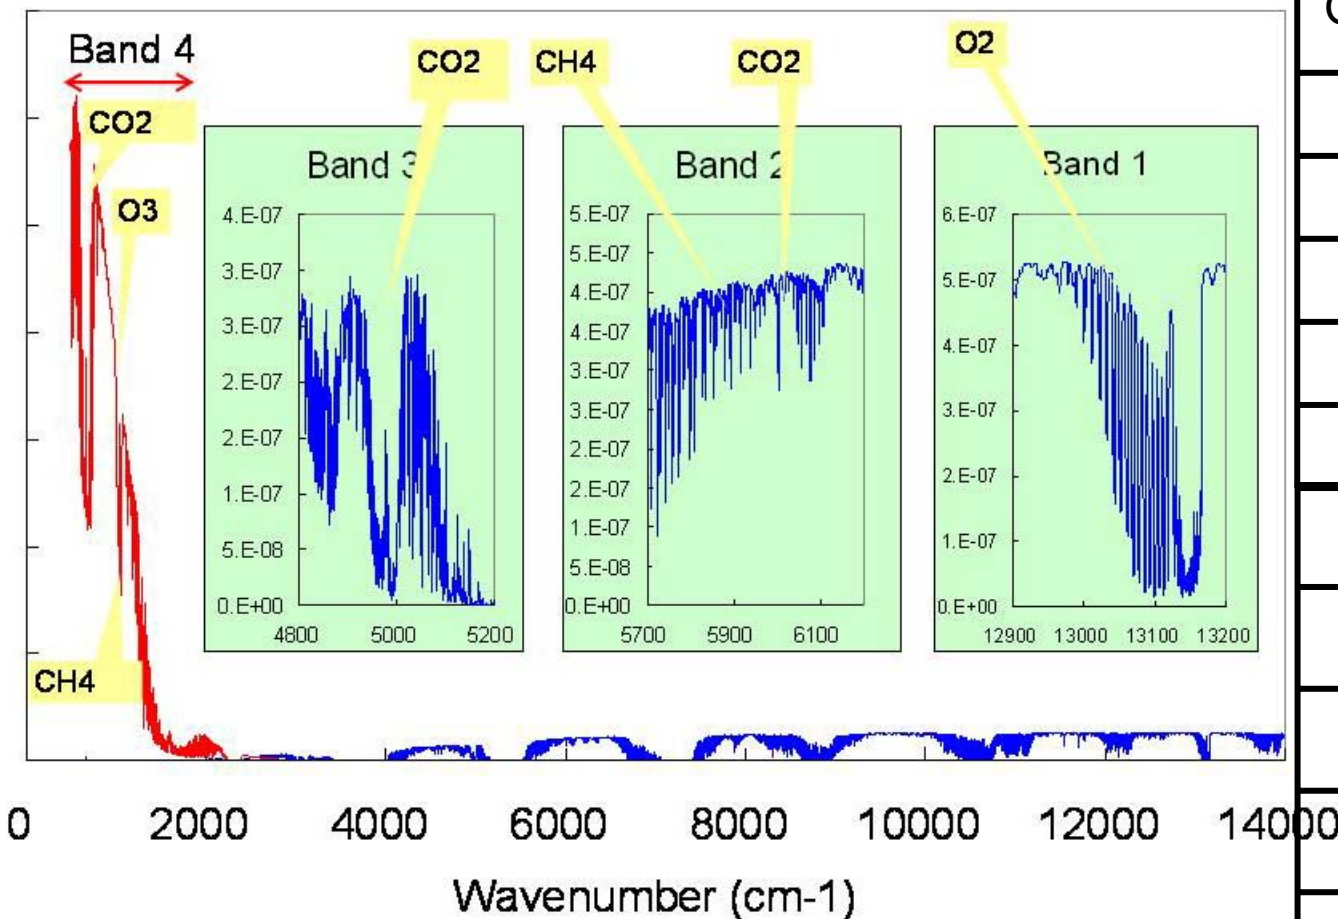 Band 4
CO2
O3
CH4
CO2
CH4
CO2
O2
Band 3
4.E-07
3.E-07
3.E-07
2.E-07
2.E-07
1.E-07
1.E-07
5.E-08
0.E+00
4800 5000 5200
Band 2
5.E-07
5.E-07
4.E-07
4.E-07
3.E-07
3.E-07
2.E-07
2.E-07
1.E-07
5.E-08
0.E+00
5700 5900 6100
Band 1
6.E-07
5.E-07
4.E-07
3.E-07
2.E-07
1.E-07
0.E+00
12900 13000 13100 13200
0 2000 4000 6000 8000 10000 12000 14000
Wavenumber (cm-1)